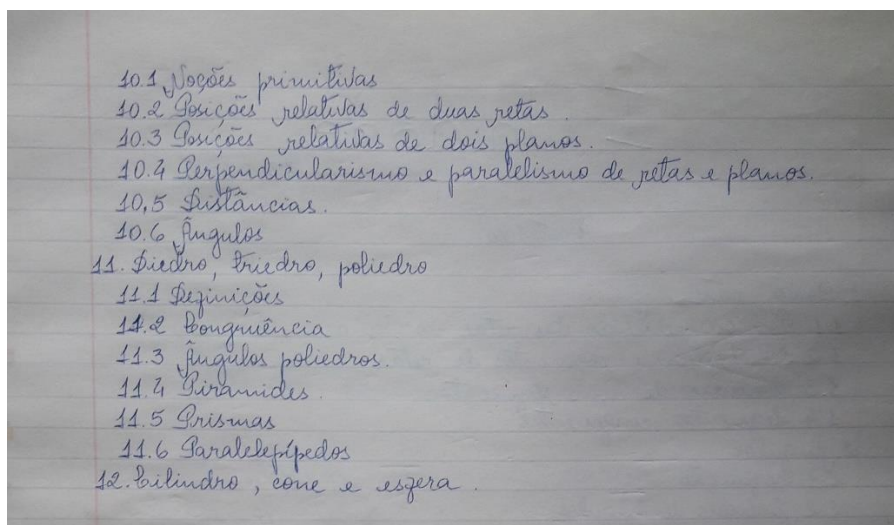 10.1 Noções primitivas
10.2 Posições relativas de duas retas.
10.3 Posições relativas de dois planos.
10.4 Perpendicularismo e paralelismo de retas e planos.
10,5 Distâncias.
10.6 Ângulos
11. Diedro, triedro, poliedro
11.1 Definições
11.2 Congruência
11.3 Ângulos poliedros.
11.4 Pirâmides.
11.5 Prismas
11.6 Paralelepípedos
12. Cilindro, cone e esfera.